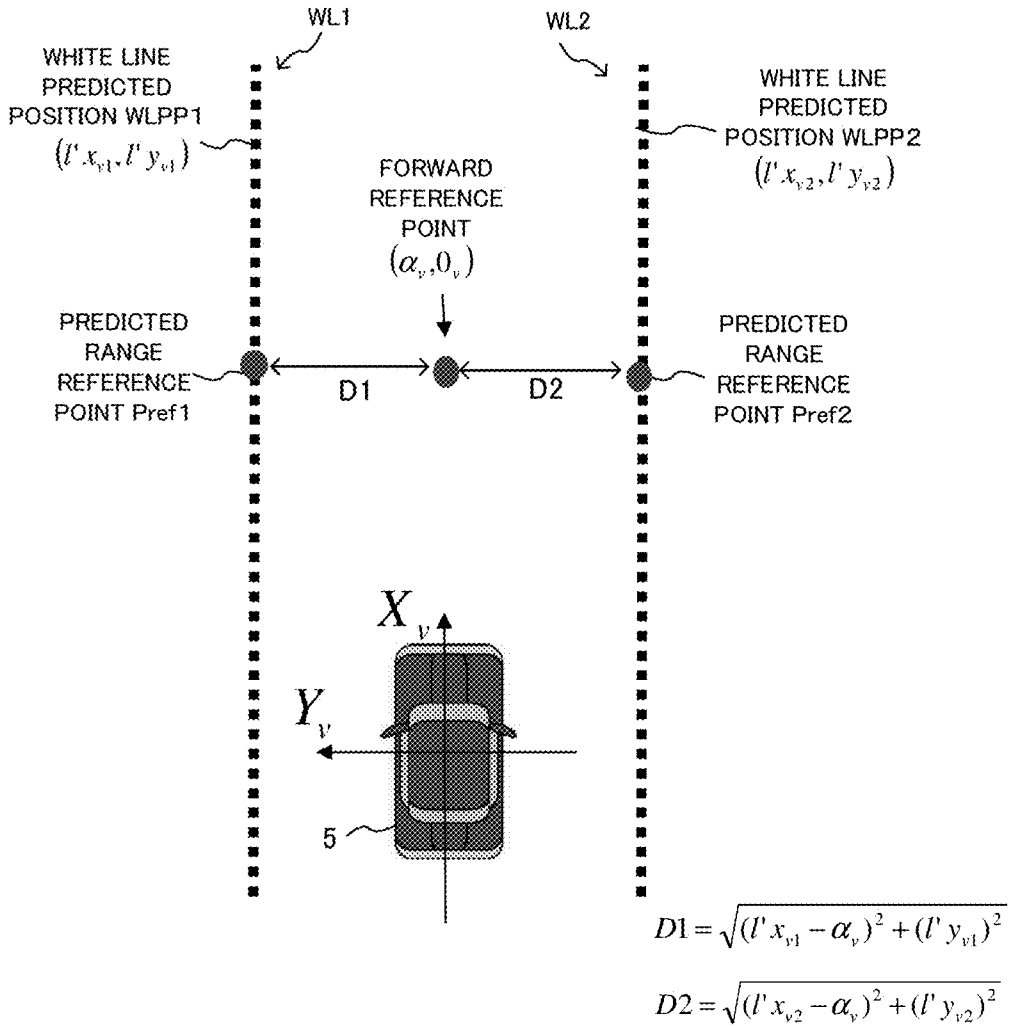 WL1
WL2
WHITE LINE
PREDICTED
POSITION WLPP1
(l' x_v1, l' y_v1)
WHITE LINE
PREDICTED
POSITION WLPP2
(l' x_v2, l' y_v2)
FORWARD
REFERENCE
POINT
(α_v, 0_v)
PREDICTED
RANGE
REFERENCE
POINT Pref1
D1
D2
PREDICTED
RANGE
REFERENCE
POINT Pref2
X_v
Y_v
5
D1 = √((l' x_v1 − α_v)² + (l' y_v1)²)
D2 = √((l' x_v2 − α_v)² + (l' y_v2)²)